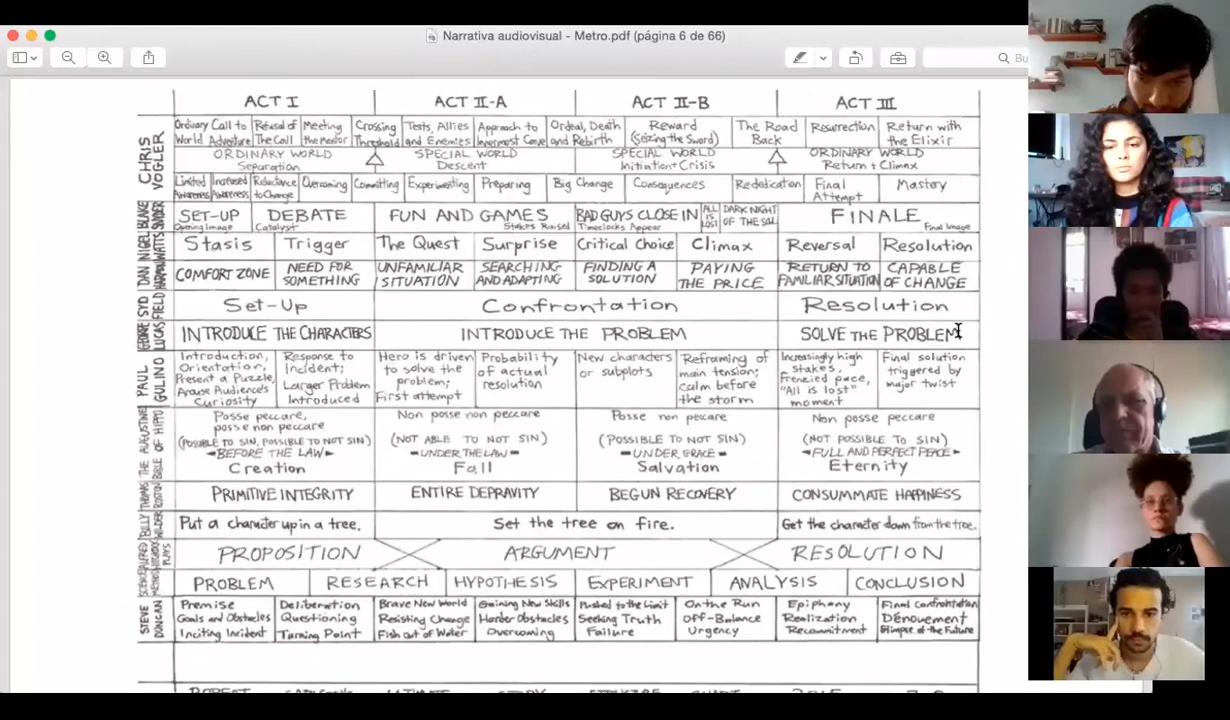 Narrativa audiovisual - Metro.pdf (página 6 de 66)
Bu
ACT I ACT II-A ACT II-B ACT III
CHRIS VOGLER
Ordinary World Call to Adventure Refusal of The Call Meeting the Mentor Crossing Threshold Tests, Allies and Enemies Approach to Innermost Cave Ordeal, Death and Rebirth Reward (Seizing the Sword) The Road Back Resurrection Return with the Elixir
ORDINARY WORLD Separation SPECIAL WORLD Descent SPECIAL WORLD Initiation + Crisis ORDINARY WORLD Return + Climax
Limited Awareness Increased Awareness Reluctance to Change Overcoming Committing Experimenting Preparing Big Change Consequences Rededication Final Attempt Mastery
BLAKE SNYDER
SET-UP Opening Image DEBATE Catalyst FUN AND GAMES Stakes Raised BAD GUYS CLOSE IN Timeclocks Appear ALL IS LOST DARK NIGHT OF THE SOUL FINALE Final Image
NIGEL WATTS
Stasis Trigger The Quest Surprise Critical Choice Climax Reversal Resolution
DAN HARMON
COMFORT ZONE NEED FOR SOMETHING UNFAMILIAR SITUATION SEARCHING AND ADAPTING FINDING A SOLUTION PAYING THE PRICE RETURN TO FAMILIAR SITUATION CAPABLE OF CHANGE
SYD FIELD
Set-Up Confrontation Resolution
GEORGE LUCAS
INTRODUCE THE CHARACTERS INTRODUCE THE PROBLEM SOLVE THE PROBLEM
PAUL GULINO
Introduction, Orientation, Present a Puzzle, Arouse Audience's Curiosity
Response to Incident; Larger Problem Introduced
Hero is driven to solve the problem; First attempt
Probability of actual resolution
New characters or subplots
Reframing of main tension; calm before the storm
Increasingly high stakes, Frenzied pace, "All is lost" moment
Final solution triggered by major twist
THE BIBLE AUGUSTINE OF HIPPO
Posse peccare, posse non peccare Non posse non peccare Posse non peccare Non posse peccare
(POSSIBLE TO SIN, POSSIBLE TO NOT SIN) (NOT ABLE TO NOT SIN) (POSSIBLE TO NOT SIN) (NOT POSSIBLE TO SIN)
BEFORE THE LAW UNDER THE LAW UNDER GRACE FULL AND PERFECT PEACE
Creation Fall Salvation Eternity
THOMAS BOSTON
PRIMITIVE INTEGRITY ENTIRE DEPRAVITY BEGUN RECOVERY CONSUMMATE HAPPINESS
BILLY WILDER
Put a character up in a tree. Set the tree on fire. Get the character down from the tree.
ALFRED HITCHCOCK PLAYS
PROPOSITION ARGUMENT RESOLUTION
PROBLEM RESEARCH HYPOTHESIS EXPERIMENT ANALYSIS CONCLUSION
STEVE DUNCAN
Premise Goals and Obstacles Inciting Incident
Deliberation Questioning Turning Point
Brave New World Resisting Change Fish out of Water
Gaining New Skills Harder Obstacles Overcoming
Pushed to the Limit Seeking Truth Failure
On the Run Off-Balance Urgency
Epiphany Realization Recommitment
Final Confrontation Dénouement Glimpse of the Future